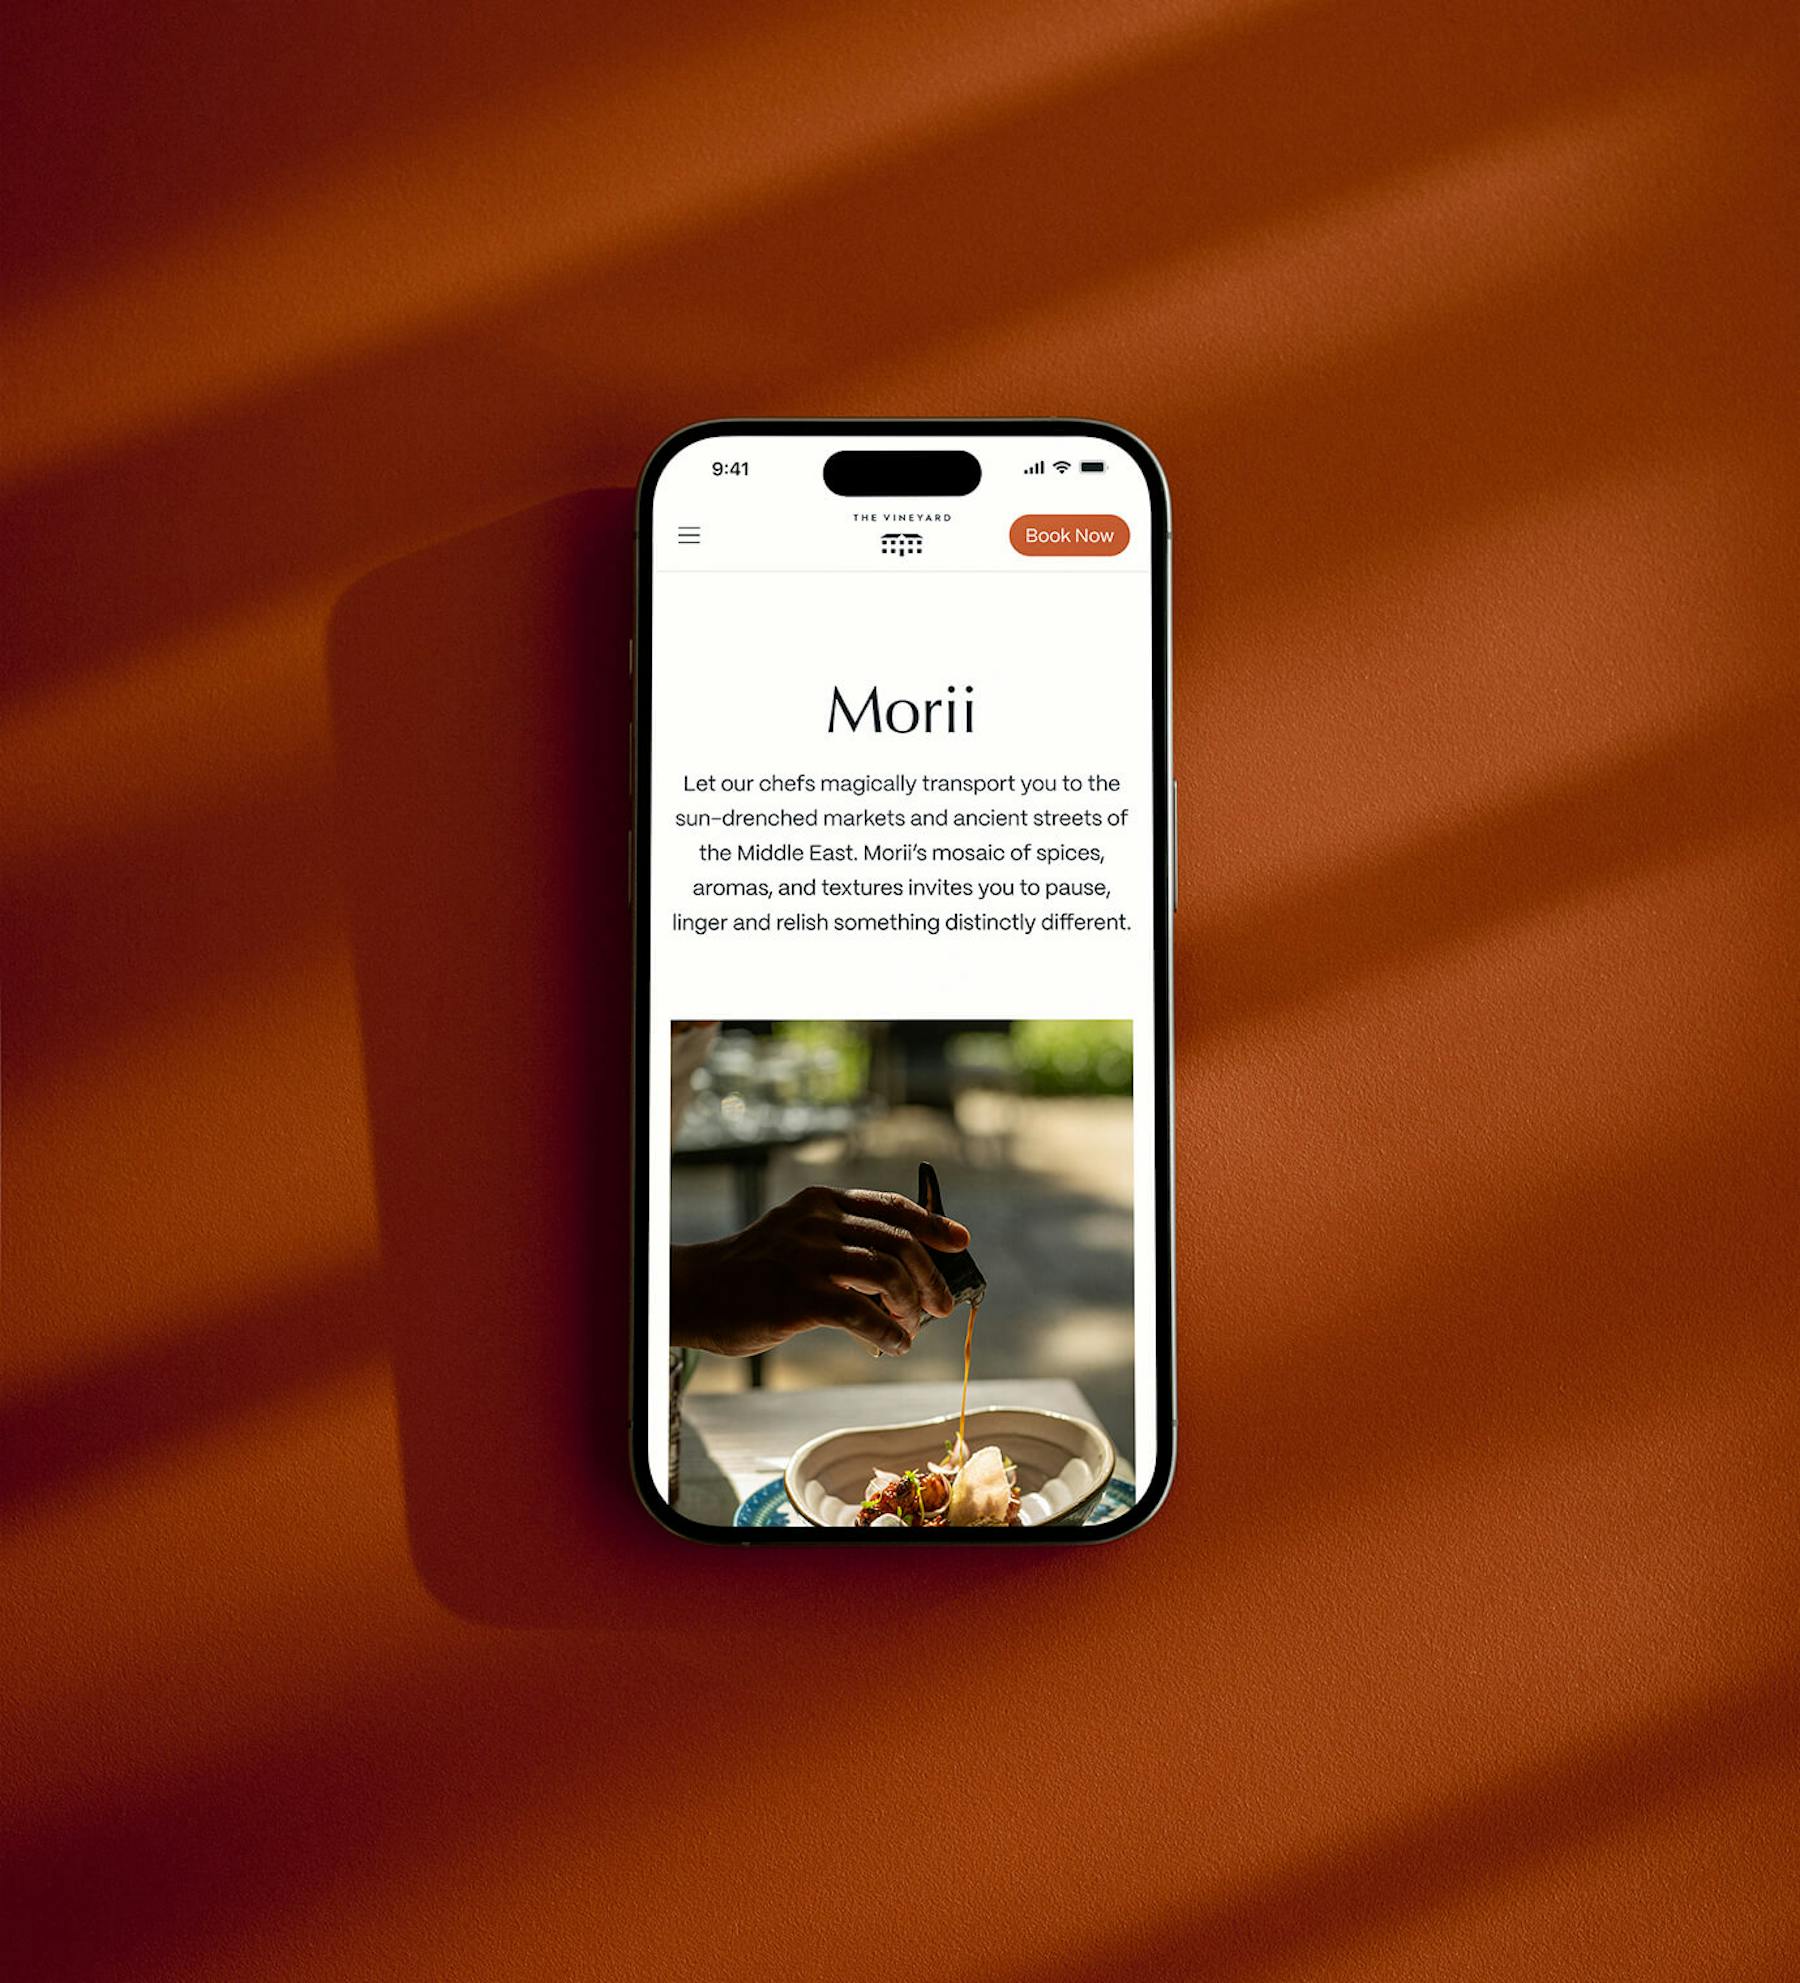 9:41
THE VINEYARD
Book Now
Morii
Let our chefs magically transport you to the
sun-drenched markets and ancient streets of
the Middle East. Morii's mosaic of spices,
aromas, and textures invites you to pause,
linger and relish something distinctly different.